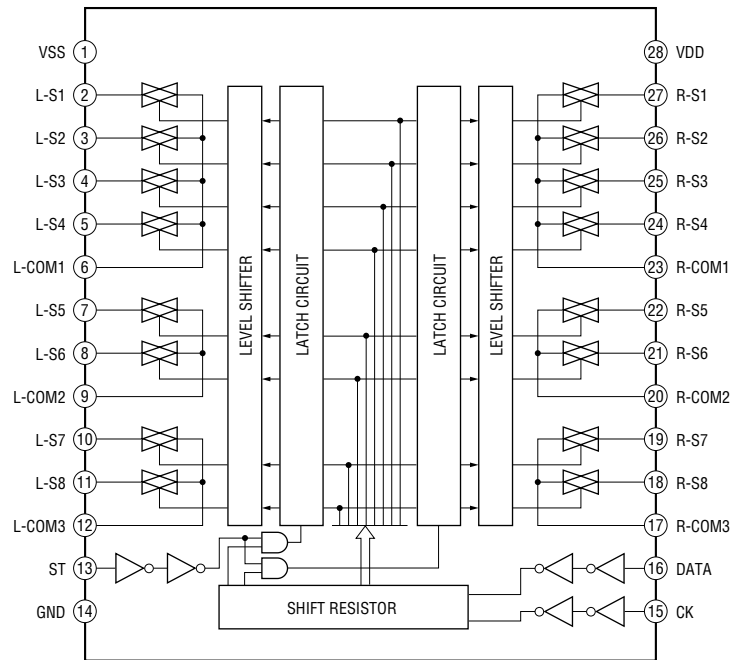 VSS 1
L-S1 2
L-S2 3
L-S3 4
L-S4 5
L-COM1 6
L-S5 7
L-S6 8
L-COM2 9
L-S7 10
L-S8 11
L-COM3 12
ST 13
GND 14
LEVEL SHIFTER
LATCH CIRCUIT
LATCH CIRCUIT
LEVEL SHIFTER
SHIFT RESISTOR
28 VDD
27 R-S1
26 R-S2
25 R-S3
24 R-S4
23 R-COM1
22 R-S5
21 R-S6
20 R-COM2
19 R-S7
18 R-S8
17 R-COM3
16 DATA
15 CK